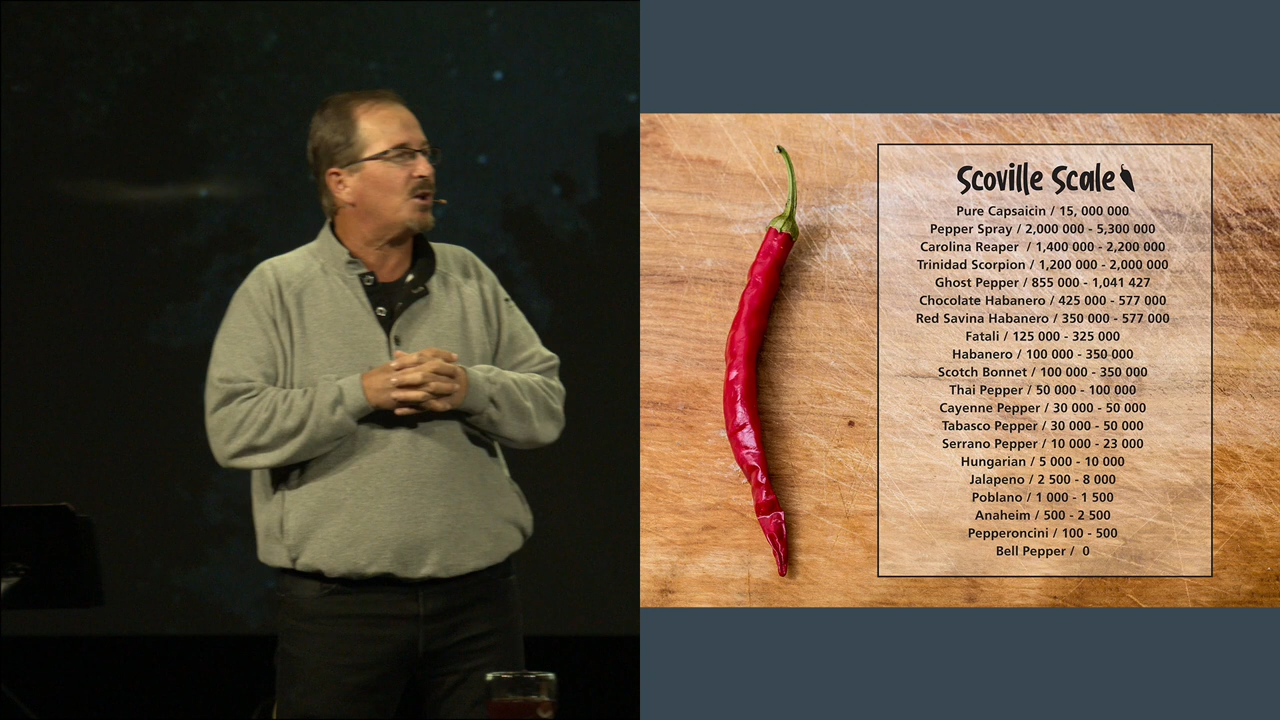 Scoville Scale
Pure Capsaicin / 15, 000 000
Pepper Spray / 2,000 000 - 5,300 000
Carolina Reaper / 1,400 000 - 2,200 000
Trinidad Scorpion / 1,200 000 - 2,000 000
Ghost Pepper / 855 000 - 1,041 427
Chocolate Habanero / 425 000 - 577 000
Red Savina Habanero / 350 000 - 577 000
Fatali / 125 000 - 325 000
Habanero / 100 000 - 350 000
Scotch Bonnet / 100 000 - 350 000
Thai Pepper / 50 000 - 100 000
Cayenne Pepper / 30 000 - 50 000
Tabasco Pepper / 30 000 - 50 000
Serrano Pepper / 10 000 - 23 000
Hungarian / 5 000 - 10 000
Jalapeno / 2 500 - 8 000
Poblano / 1 000 - 1 500
Anaheim / 500 - 2 500
Pepperoncini / 100 - 500
Bell Pepper / 0